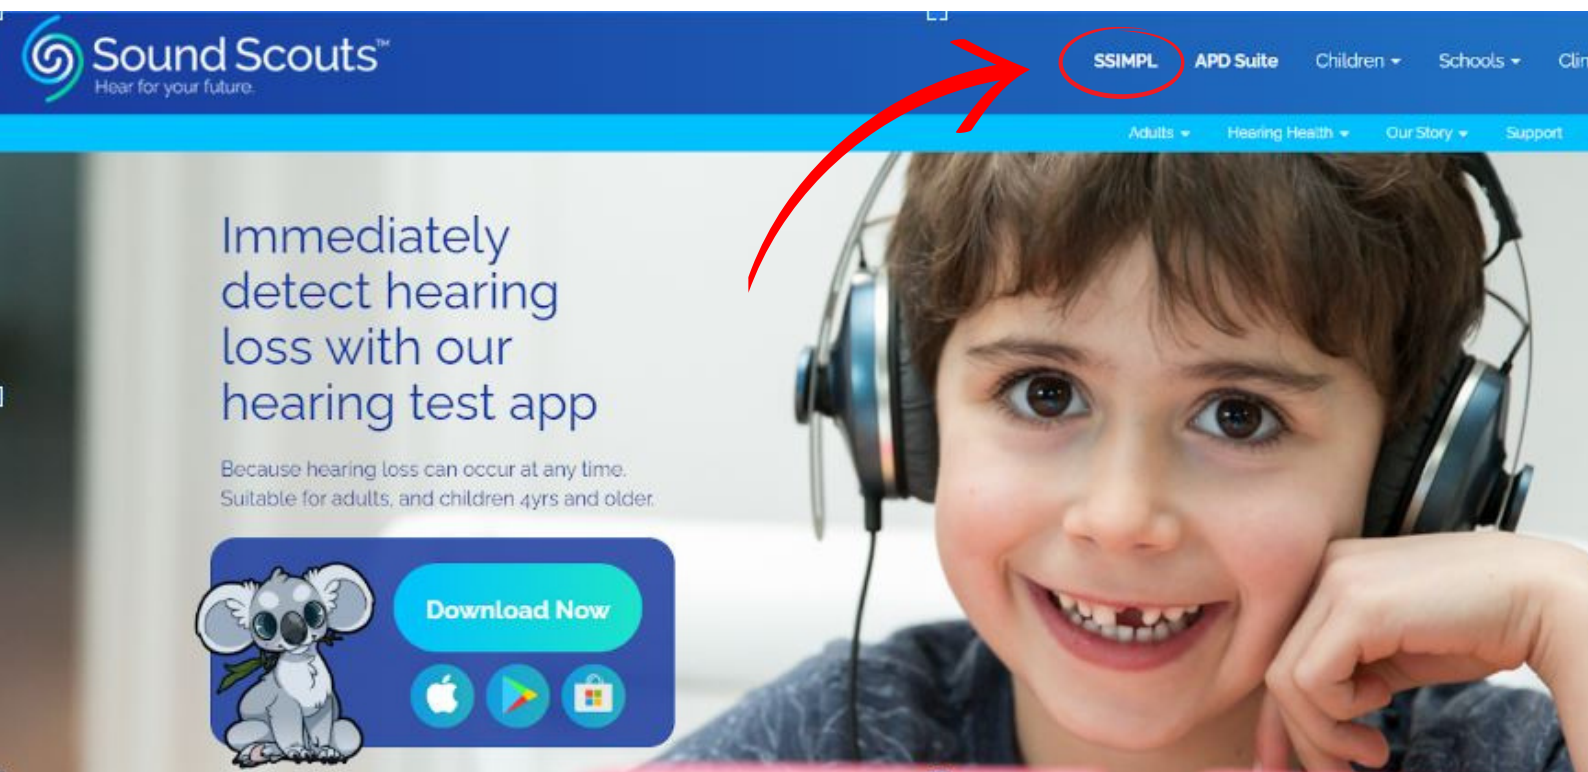 Sound Scouts™
Hear for your future.
SSIMPL APD Suite Children Schools
Adults Hearing Health Our Story Support
Immediately
detect hearing
loss with our
hearing test app
Because hearing loss can occur at any time.
Suitable for adults, and children 4yrs and older.
Download Now